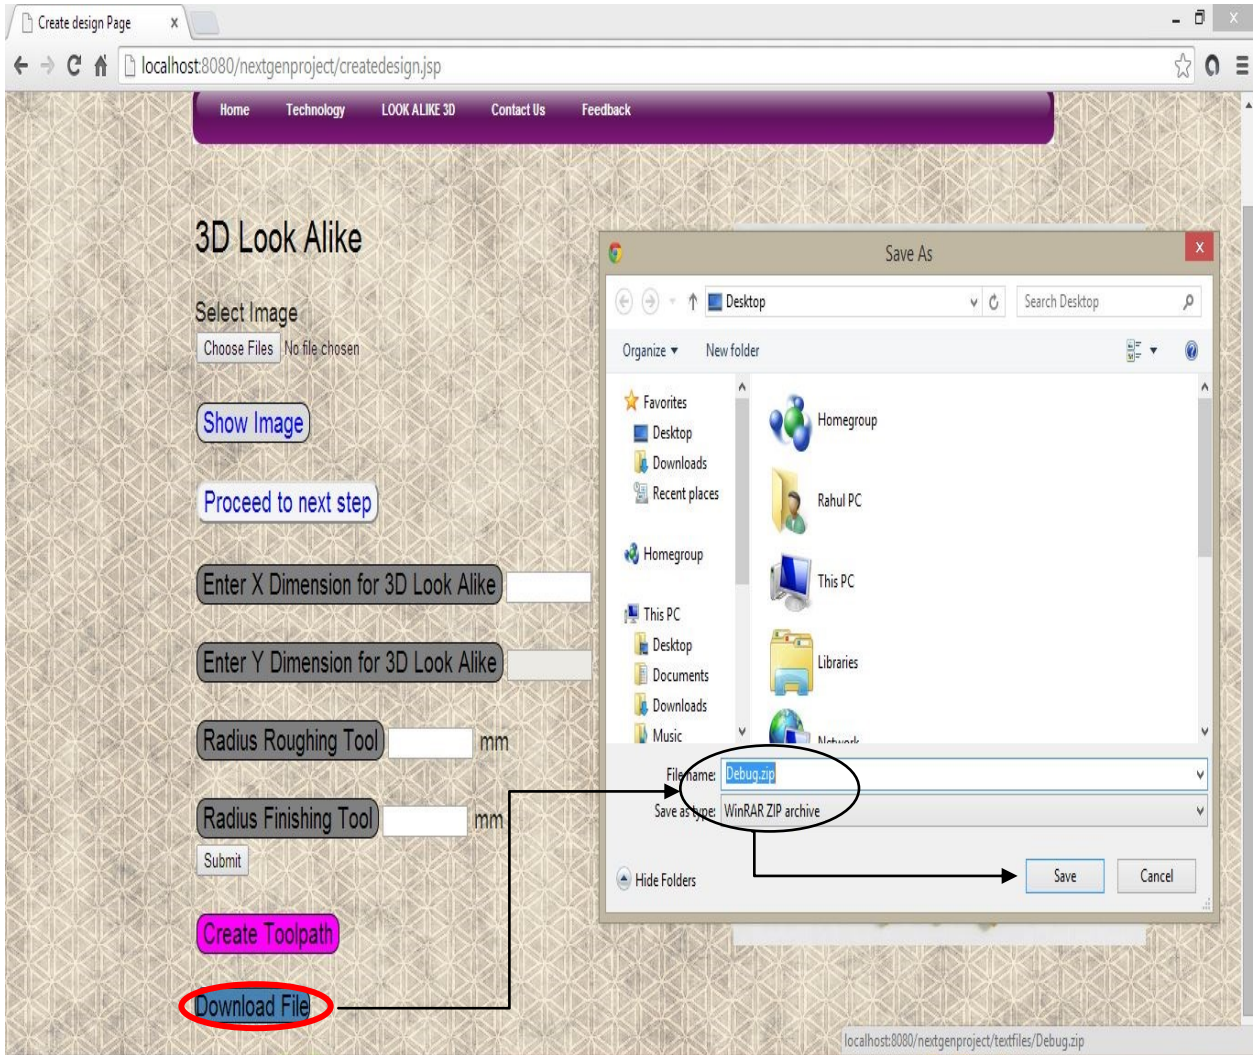 Create design Page x
localhost:8080/nextgenproject/createdesign.jsp
Home Technology LOOK ALIKE 3D Contact Us Feedback
3D Look Alike
Select Image
Choose Files No file chosen
Show Image
Proceed to next step
Enter X Dimension for 3D Look Alike
Enter Y Dimension for 3D Look Alike
Radius Roughing Tool mm
Radius Finishing Tool mm
Submit
Create Toolpath
Download File
Save As x
Desktop
Search Desktop
Organize New folder
Favorites
Desktop
Downloads
Recent places
Homegroup
This PC
Desktop
Documents
Downloads
Music
Homegroup
Rahul PC
This PC
Libraries
Network
File name: Debug.zip
Save as type: WinRAR ZIP archive
Hide Folders
Save Cancel
localhost:8080/nextgenproject/textfiles/Debug.zip